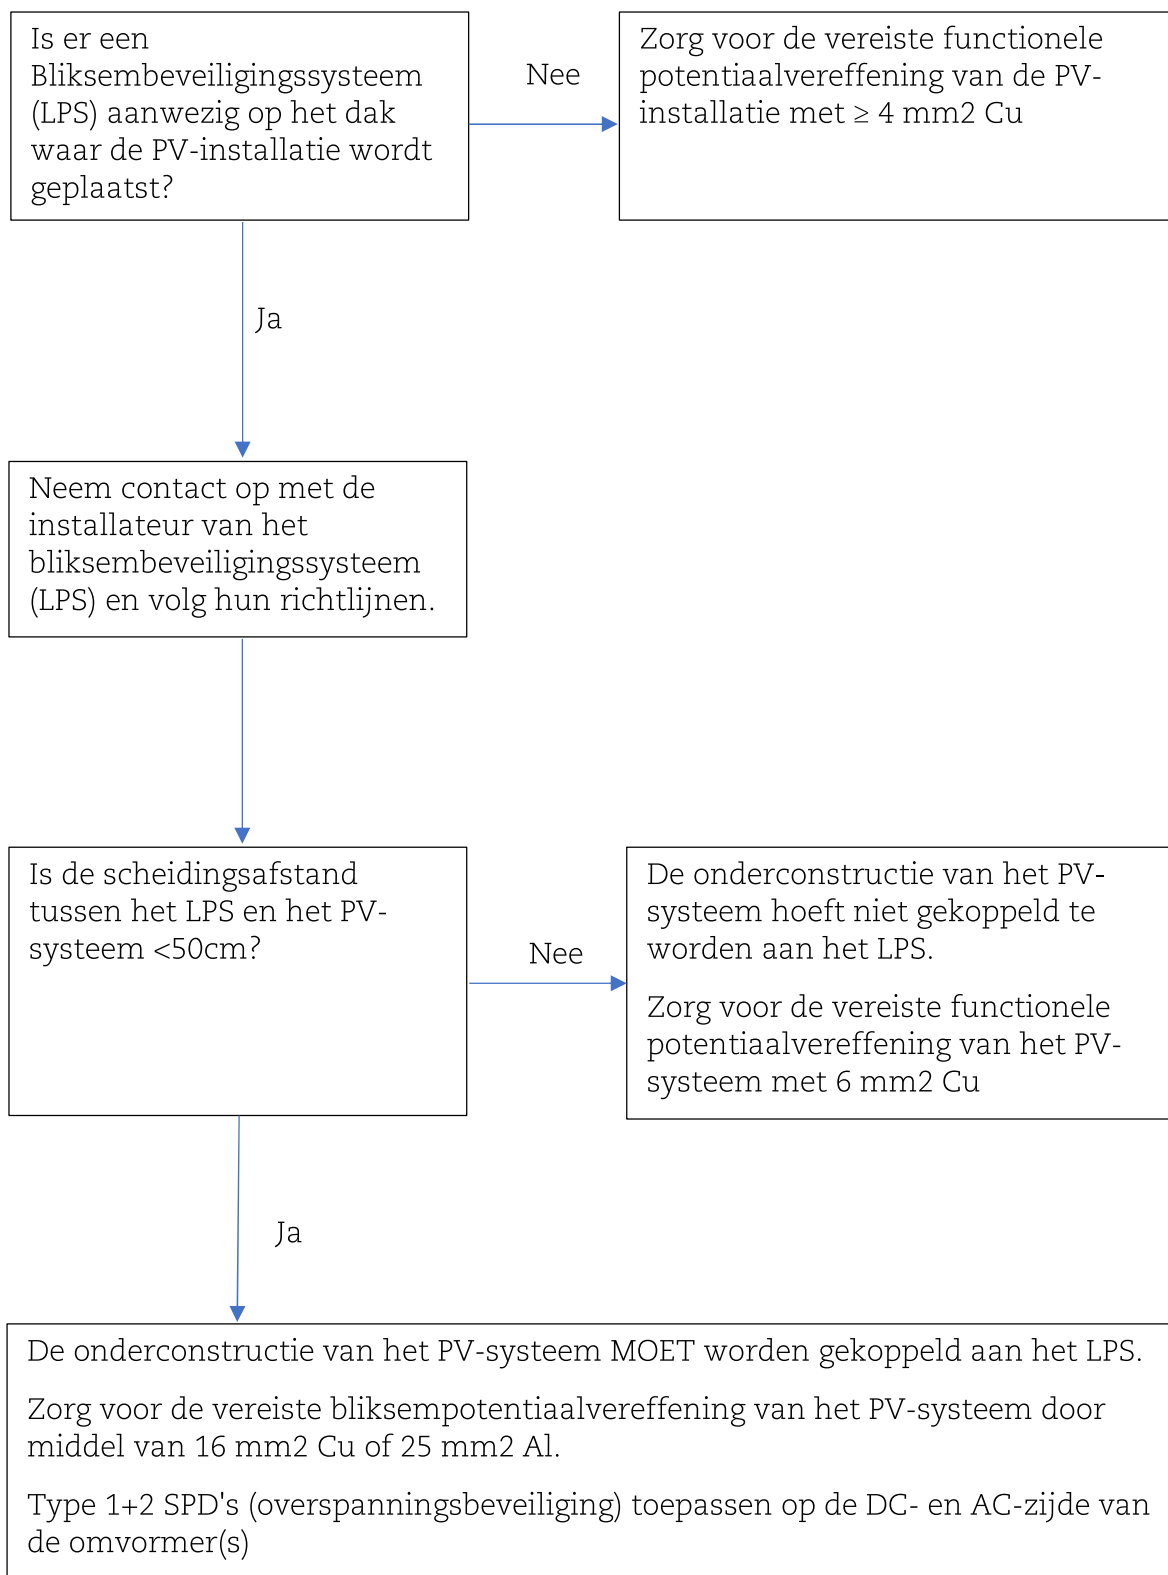 Is er een
Bliksembeveiligingssysteem
(LPS) aanwezig op het dak
waar de PV-installatie wordt
geplaatst?
Nee
Zorg voor de vereiste functionele
potentiaalvereffening van de PV-
installatie met ≥ 4 mm2 Cu
Ja
Neem contact op met de
installateur van het
bliksembeveiligingssysteem
(LPS) en volg hun richtlijnen.
Is de scheidingsafstand
tussen het LPS en het PV-
systeem <50cm?
Nee
De onderconstructie van het PV-
systeem hoeft niet gekoppeld te
worden aan het LPS.
Zorg voor de vereiste functionele
potentiaalvereffening van het PV-
systeem met 6 mm2 Cu
Ja
De onderconstructie van het PV-systeem MOET worden gekoppeld aan het LPS.
Zorg voor de vereiste bliksempotentiaalvereffening van het PV-systeem door
middel van 16 mm2 Cu of 25 mm2 Al.
Type 1+2 SPD's (overspanningsbeveiliging) toepassen op de DC- en AC-zijde van
de omvormer(s)